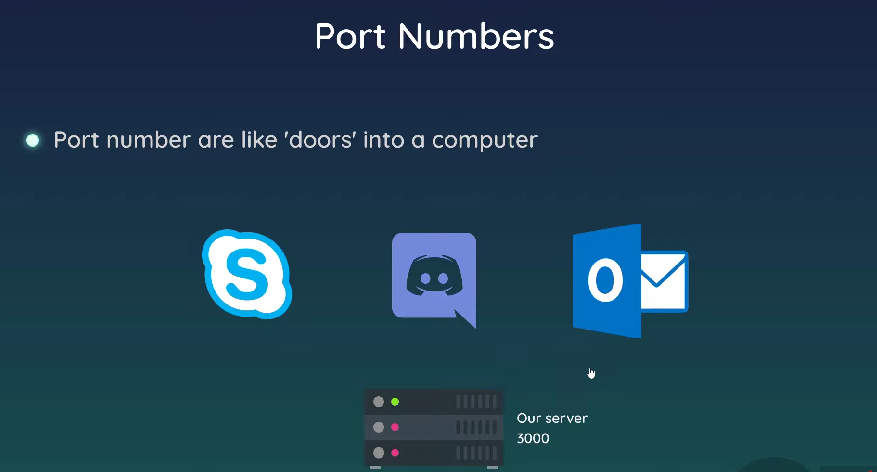 Port Numbers
Port number are like 'doors' into a computer
S
O
Our server
3000